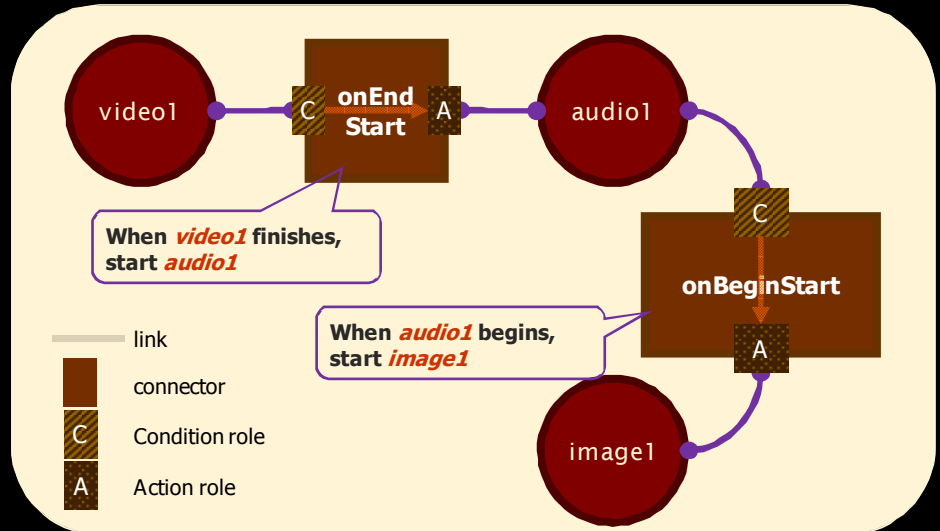 video1
C
onEnd
Start
A
audio1
When video1 finishes,
start audio1
C
onBeginStart
A
When audio1 begins,
start image1
image1
link
connector
C
Condition role
A
Action role